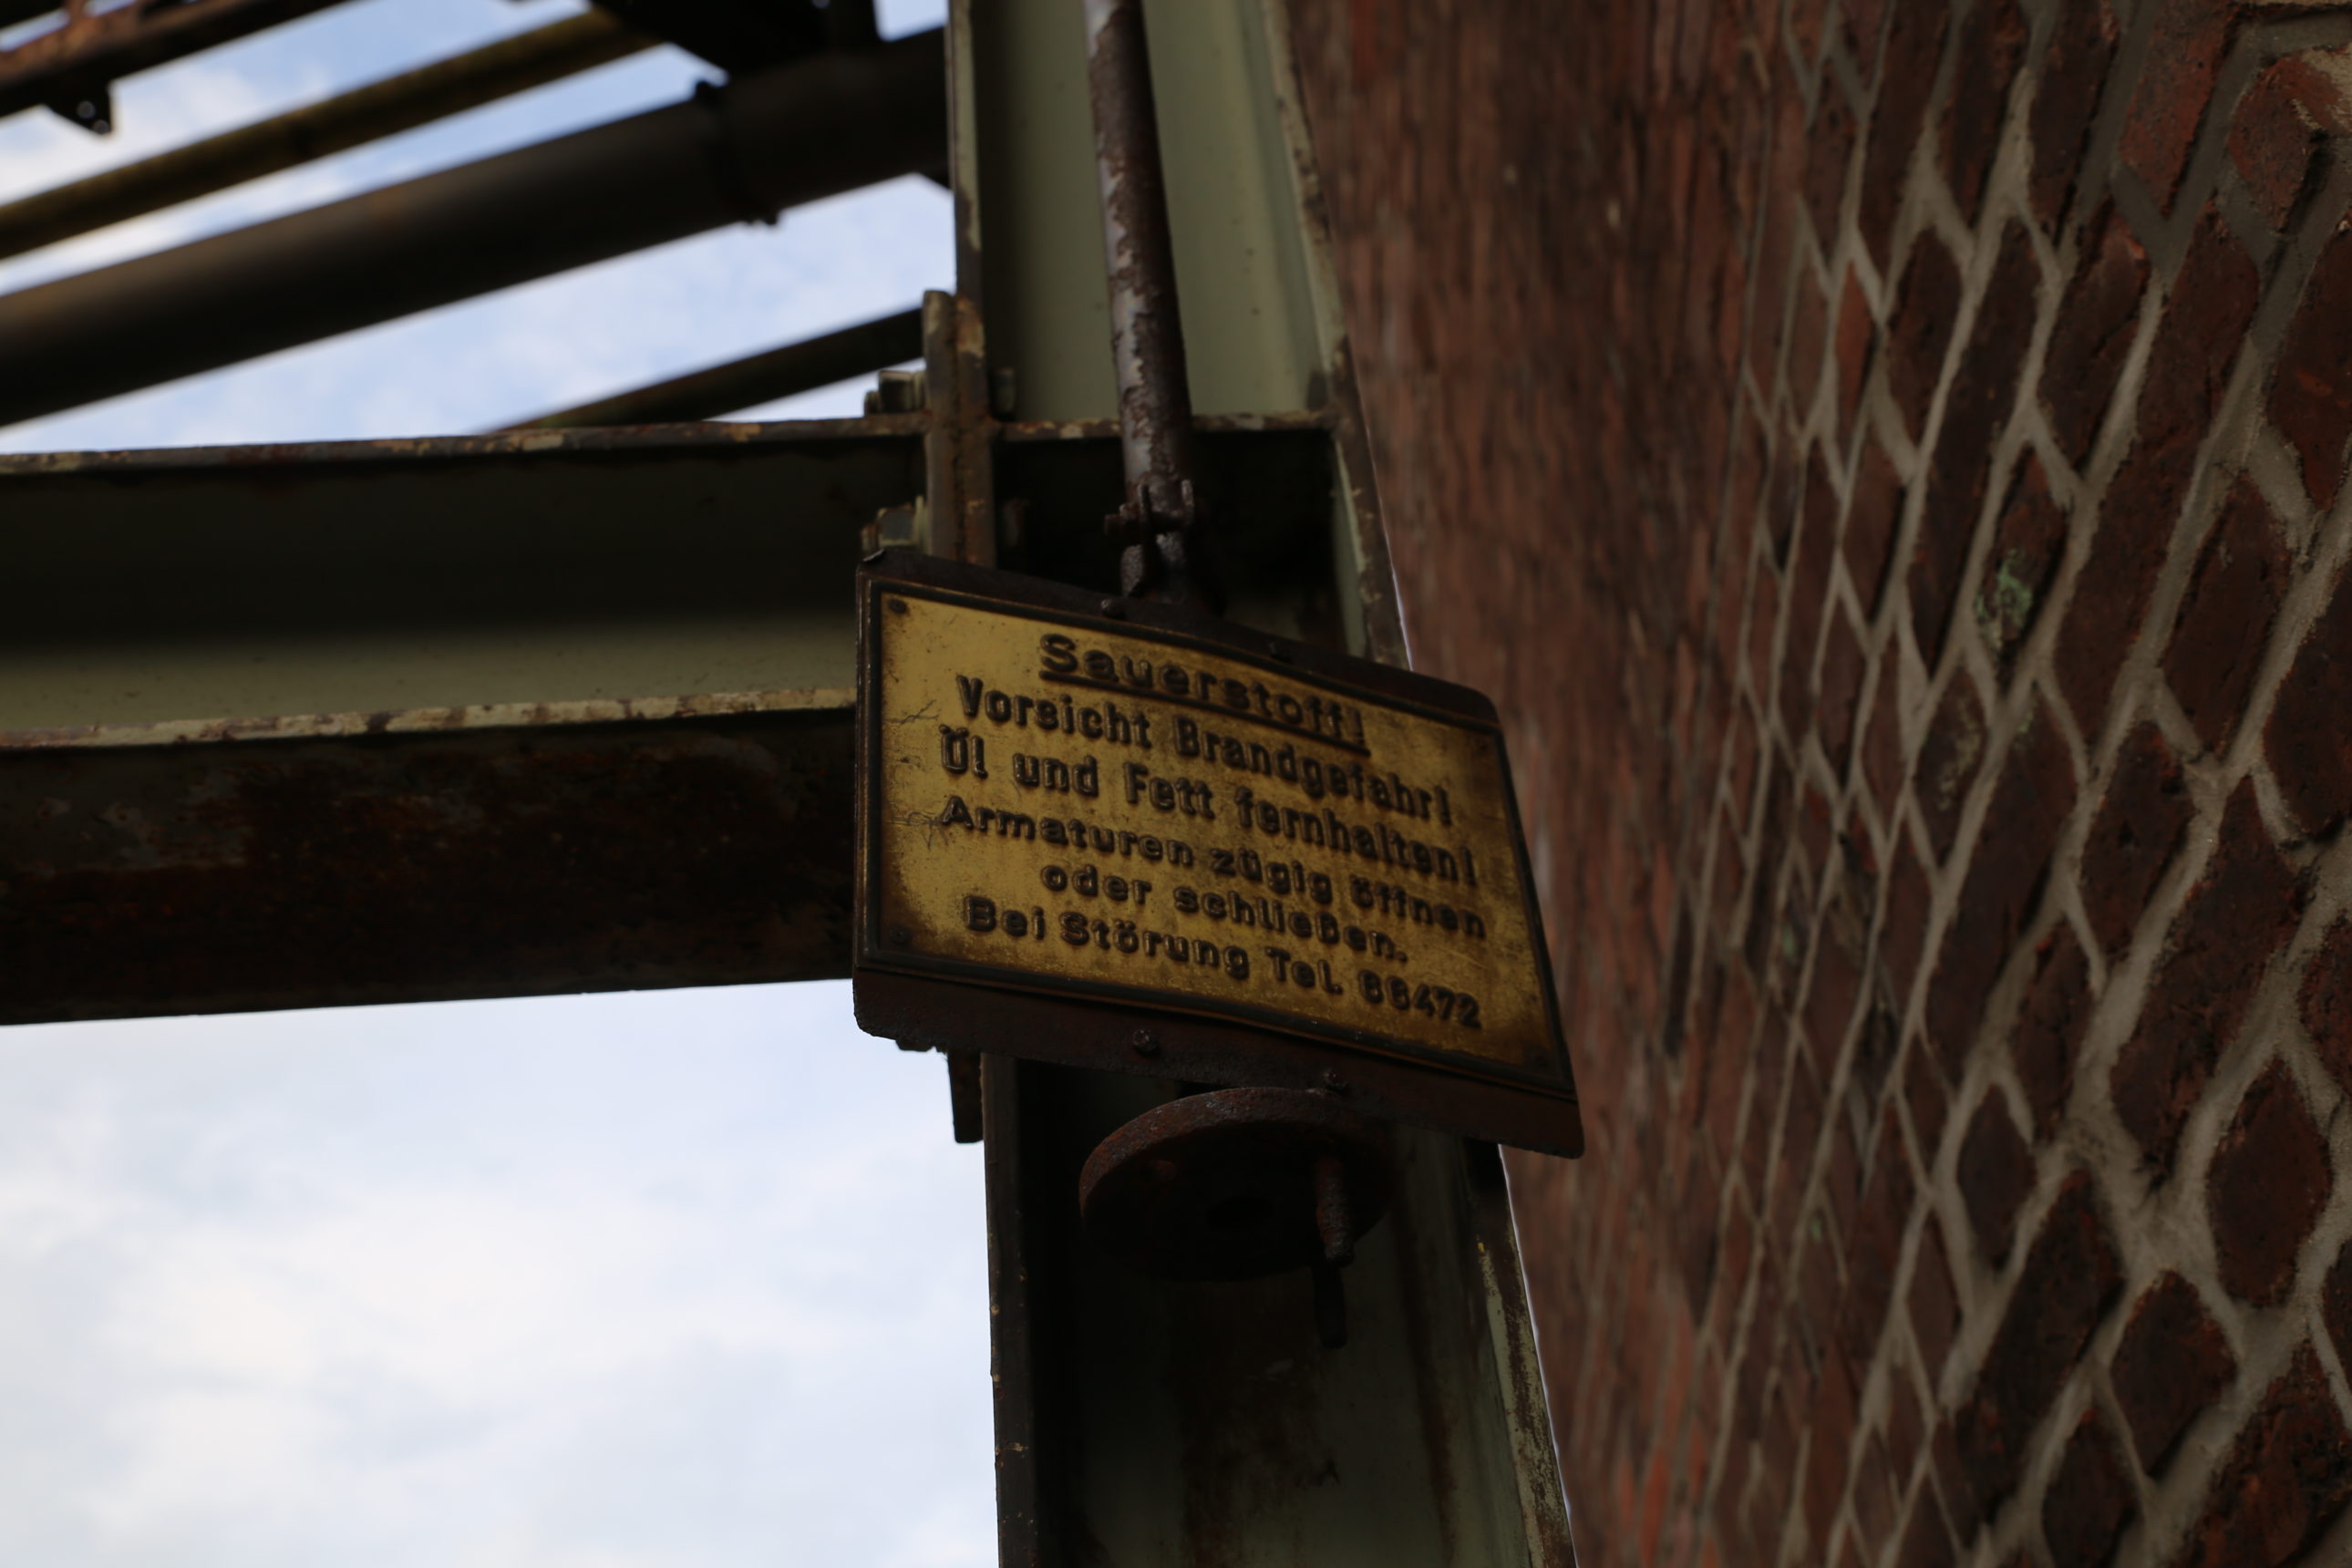 Sauerstoff!
Vorsicht Brandgefahr!
Öl und Fett fernhalten!
Armaturen zügig öffnen
oder schließen.
Bei Störung Tel. 66472